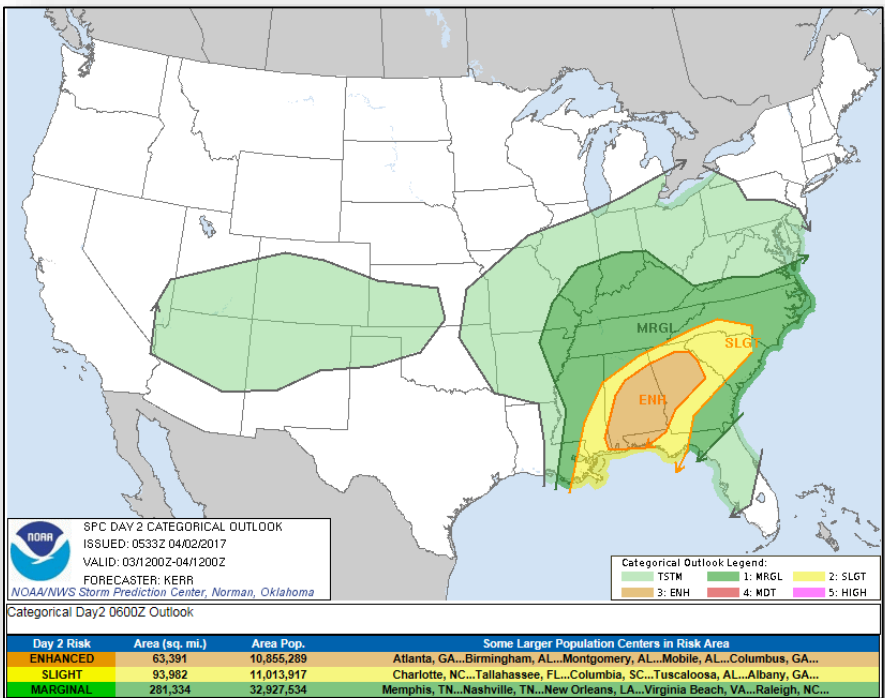 MRGL
SLGT
ENH
NOAA
SPC DAY 2 CATEGORICAL OUTLOOK
ISSUED: 0533Z 04/02/2017
VALID: 03/1200Z-04/1200Z
FORECASTER: KERR
NOAA/NWS Storm Prediction Center, Norman, Oklahoma
Categorical Outlook Legend:
TSTM 1: MRGL 2: SLGT
3: ENH 4: MDT 5: HIGH
Categorical Day2 0600Z Outlook
Day 2 Risk Area (sq. mi.) Area Pop. Some Larger Population Centers in Risk Area
ENHANCED 63,391 10,855,289 Atlanta, GA...Birmingham, AL...Montgomery, AL...Mobile, AL...Columbus, GA...
SLIGHT 93,982 11,013,917 Charlotte, NC...Tallahassee, FL...Columbia, SC...Tuscaloosa, AL...Albany, GA...
MARGINAL 281,334 32,927,534 Memphis, TN...Nashville, TN...New Orleans, LA...Virginia Beach, VA...Raleigh, NC...